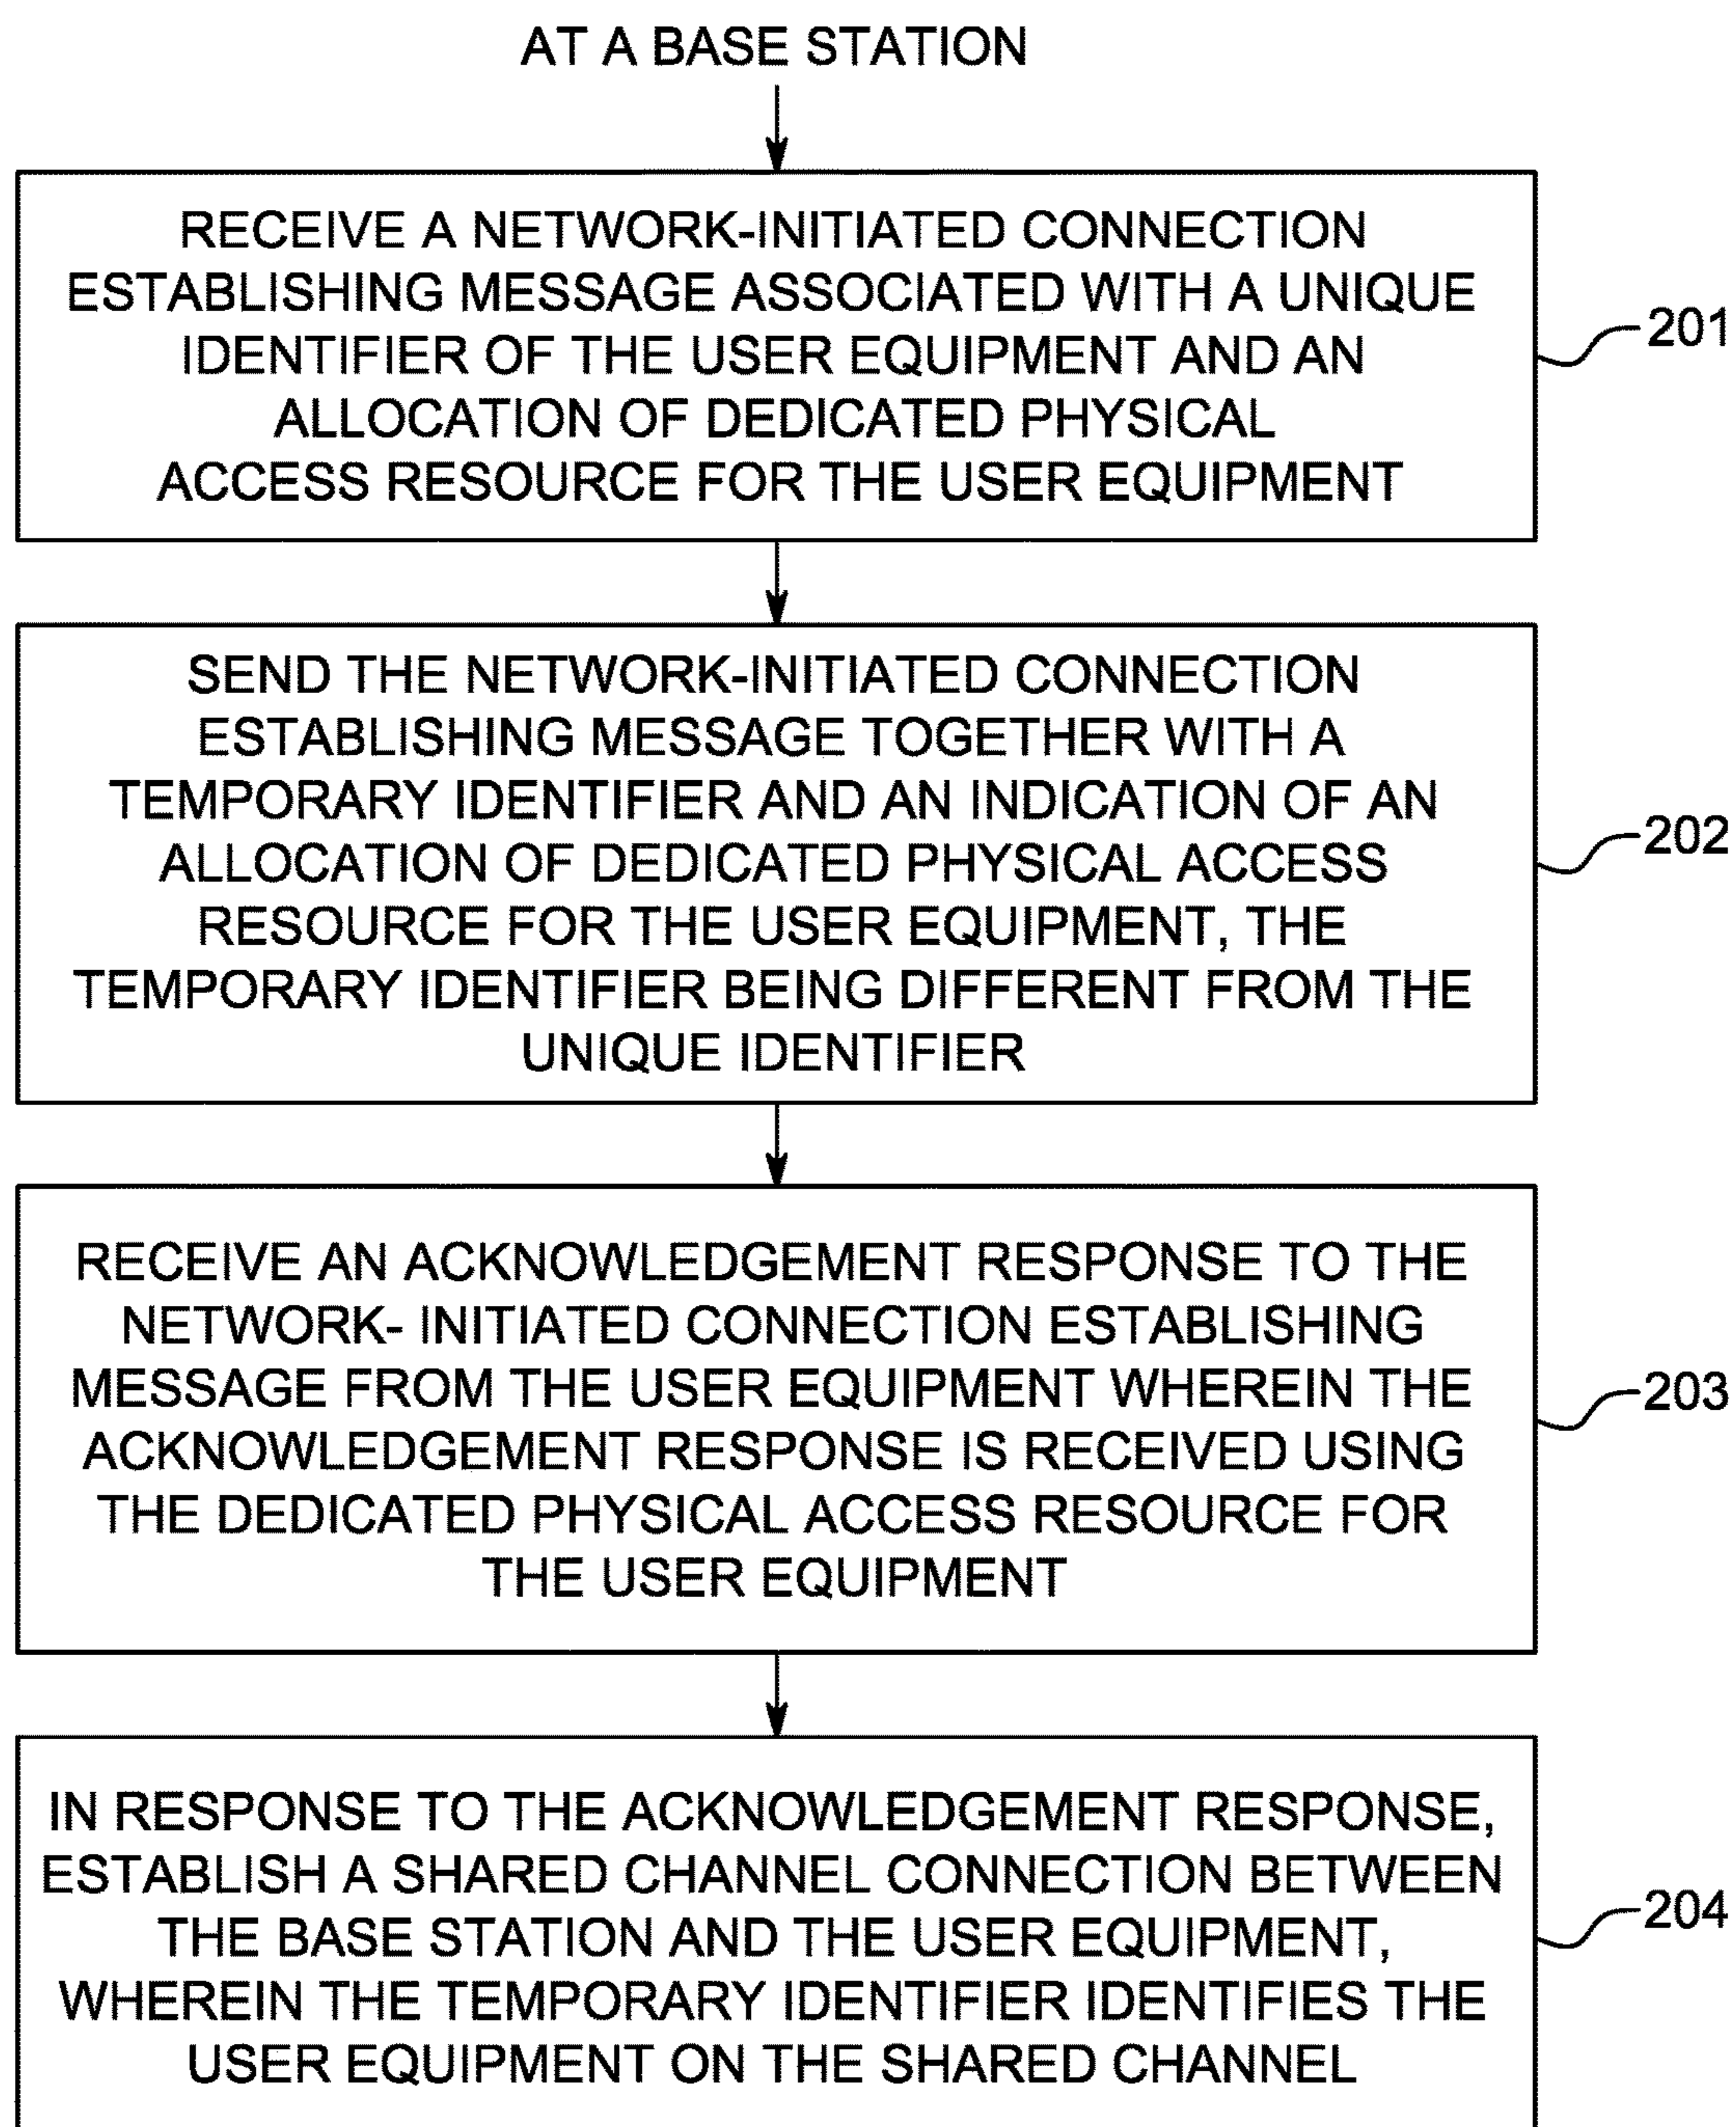 AT A BASE STATION
RECEIVE A NETWORK-INITIATED CONNECTION
ESTABLISHING MESSAGE ASSOCIATED WITH A UNIQUE
IDENTIFIER OF THE USER EQUIPMENT AND AN
ALLOCATION OF DEDICATED PHYSICAL
ACCESS RESOURCE FOR THE USER EQUIPMENT
201
SEND THE NETWORK-INITIATED CONNECTION
ESTABLISHING MESSAGE TOGETHER WITH A
TEMPORARY IDENTIFIER AND AN INDICATION OF AN
ALLOCATION OF DEDICATED PHYSICAL ACCESS
RESOURCE FOR THE USER EQUIPMENT, THE
TEMPORARY IDENTIFIER BEING DIFFERENT FROM THE
UNIQUE IDENTIFIER
202
RECEIVE AN ACKNOWLEDGEMENT RESPONSE TO THE
NETWORK- INITIATED CONNECTION ESTABLISHING
MESSAGE FROM THE USER EQUIPMENT WHEREIN THE
ACKNOWLEDGEMENT RESPONSE IS RECEIVED USING
THE DEDICATED PHYSICAL ACCESS RESOURCE FOR
THE USER EQUIPMENT
203
IN RESPONSE TO THE ACKNOWLEDGEMENT RESPONSE,
ESTABLISH A SHARED CHANNEL CONNECTION BETWEEN
THE BASE STATION AND THE USER EQUIPMENT,
WHEREIN THE TEMPORARY IDENTIFIER IDENTIFIES THE
USER EQUIPMENT ON THE SHARED CHANNEL
204